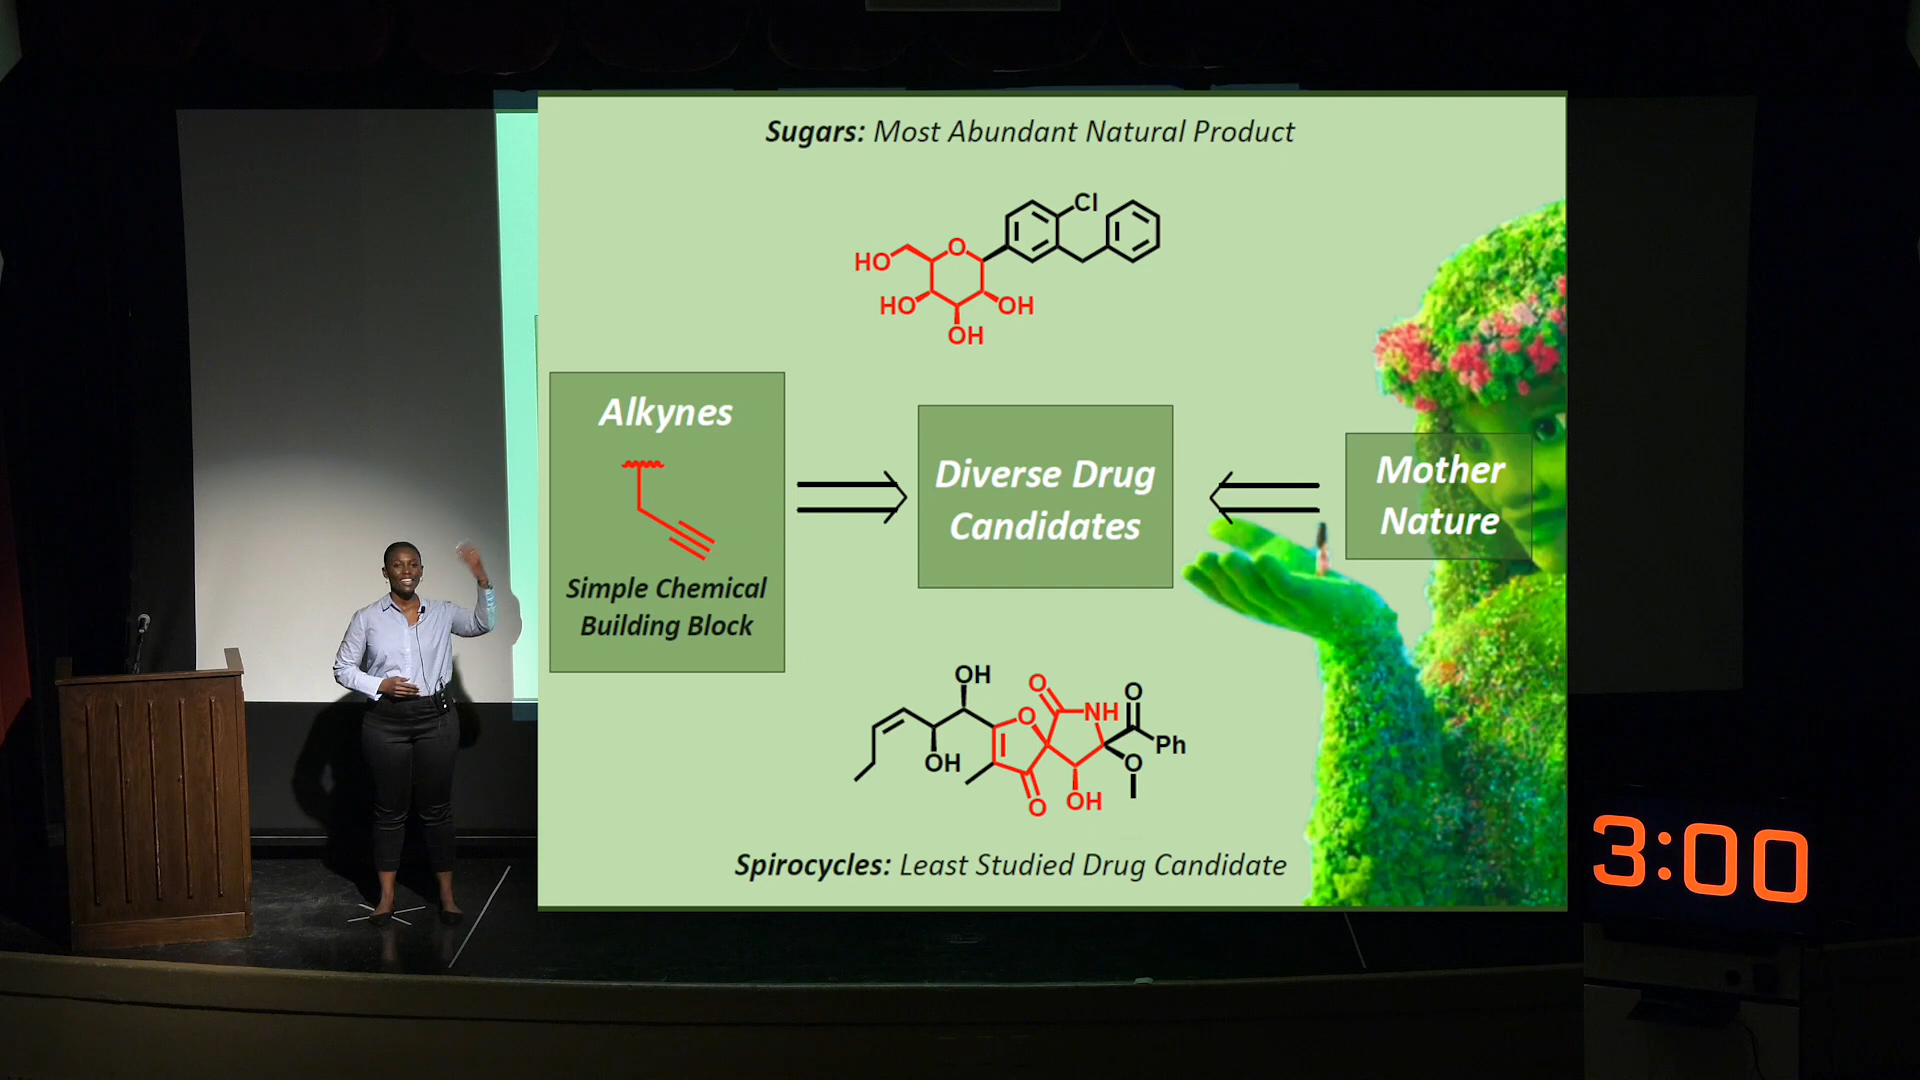 Sugars: Most Abundant Natural Product
Cl
O
HO
HO
OH
OH
Alkynes
Simple Chemical
Building Block
Diverse Drug
Candidates
Mother
Nature
OH
O
O
NH
O
Ph
OH
O
O
OH
Spirocycles: Least Studied Drug Candidate
3:00